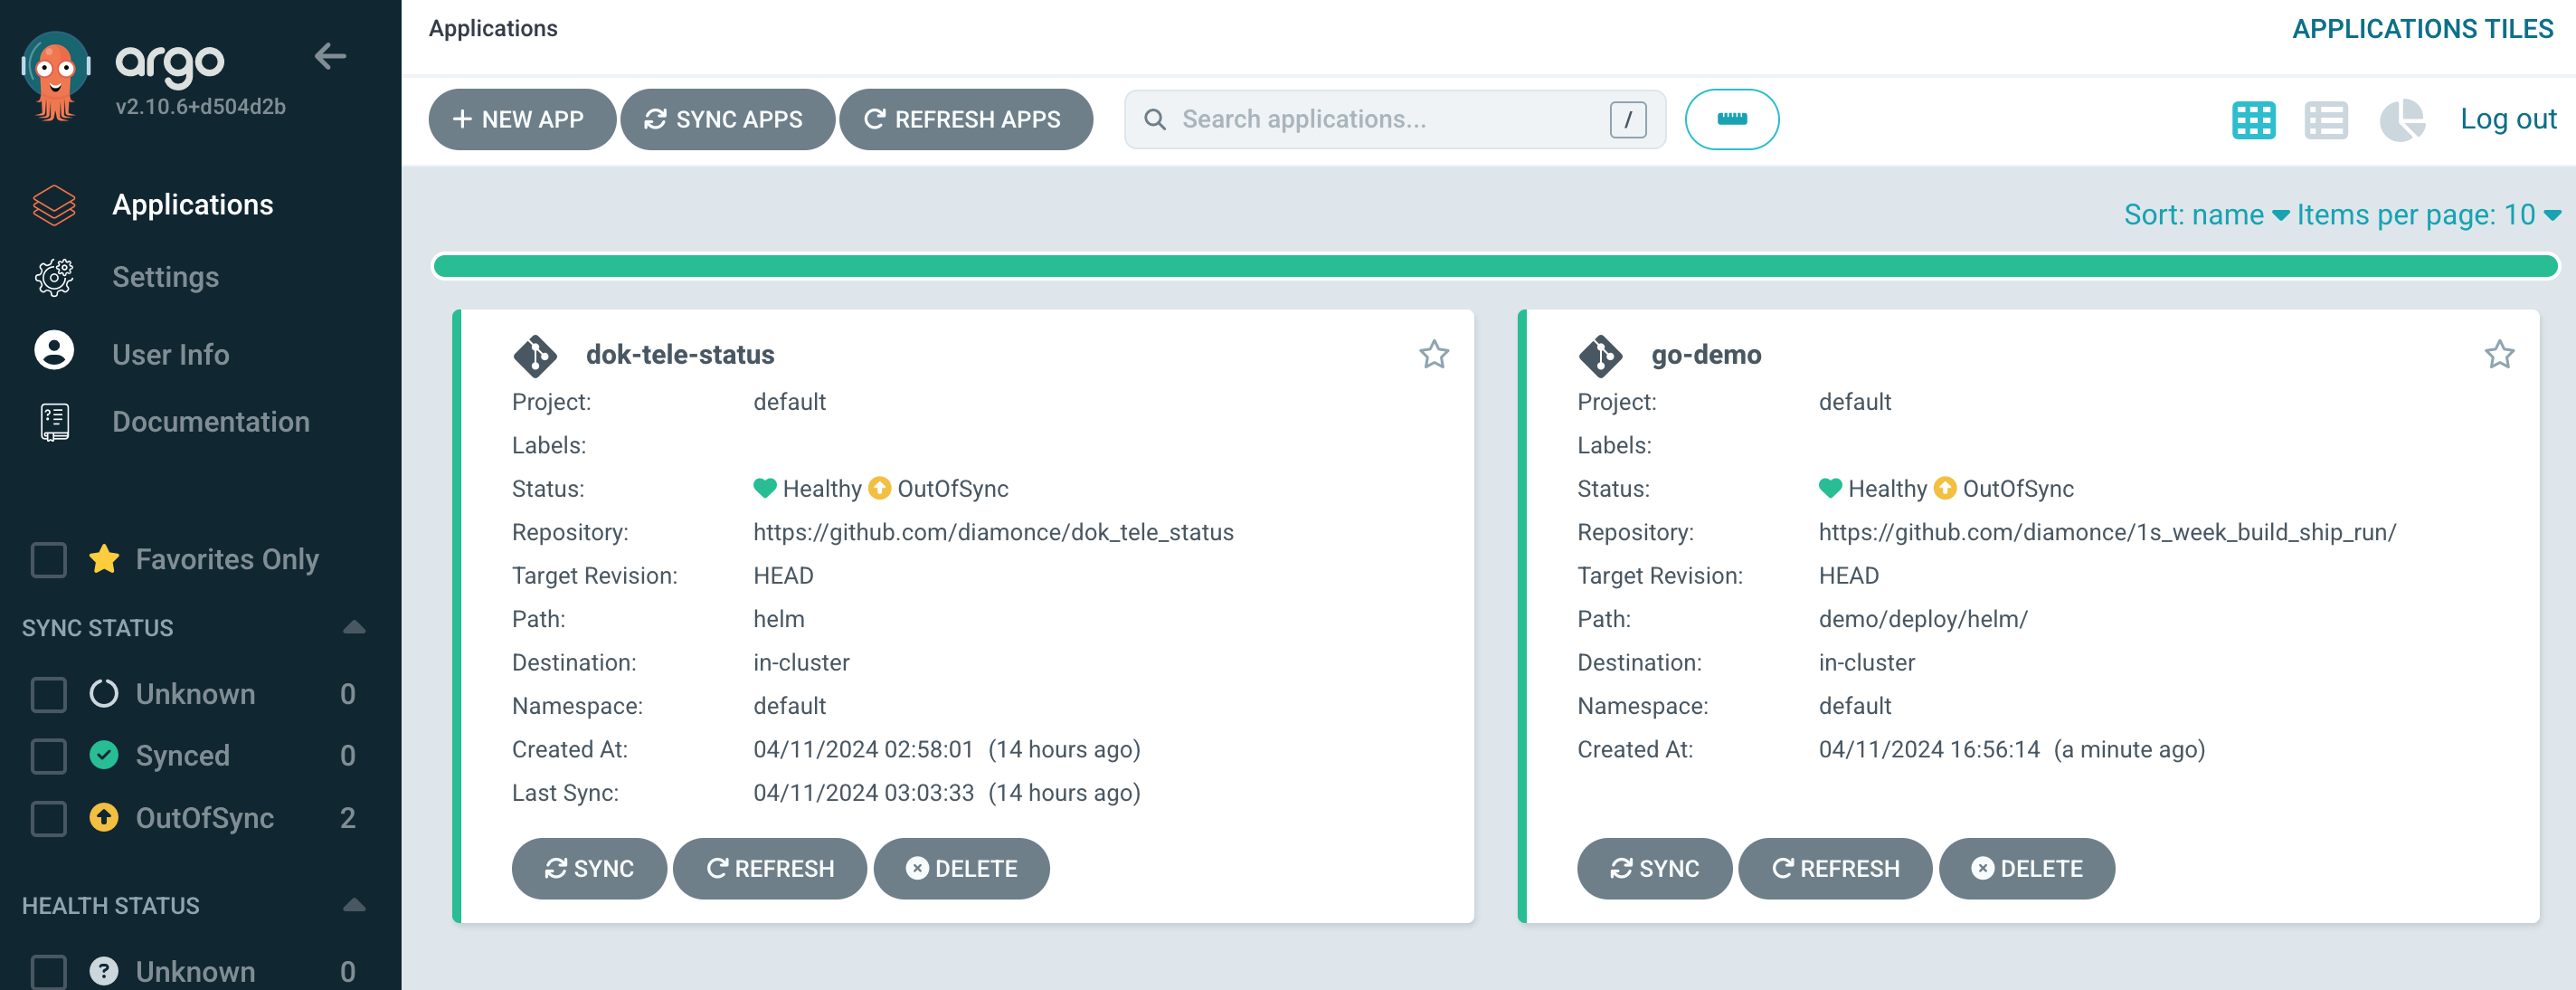 argo
v2.10.6+d504d2b
Applications
Settings
User Info
Documentation
Favorites Only
SYNC STATUS
Unknown 0
Synced 0
OutOfSync 2
HEALTH STATUS
Unknown 0
Applications
APPLICATIONS TILES
NEW APP SYNC APPS REFRESH APPS Search applications... / Log out
Sort: name Items per page: 10
dok-tele-status
Project: default
Labels:
Status: Healthy OutOfSync
Repository: https://github.com/diamonce/dok_tele_status
Target Revision: HEAD
Path: helm
Destination: in-cluster
Namespace: default
Created At: 04/11/2024 02:58:01 (14 hours ago)
Last Sync: 04/11/2024 03:03:33 (14 hours ago)
SYNC REFRESH DELETE
go-demo
Project: default
Labels:
Status: Healthy OutOfSync
Repository: https://github.com/diamonce/1s_week_build_ship_run/
Target Revision: HEAD
Path: demo/deploy/helm/
Destination: in-cluster
Namespace: default
Created At: 04/11/2024 16:56:14 (a minute ago)
SYNC REFRESH DELETE